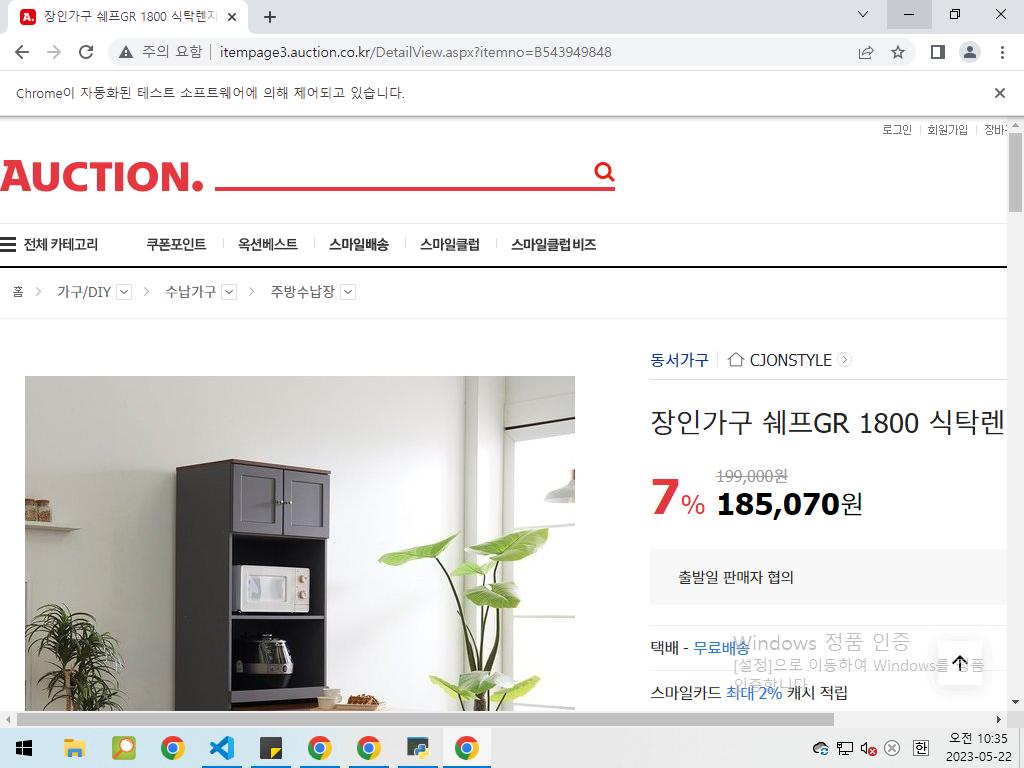 장인가구 쉐프GR 1800 식탁렌지
주의 요함
itempage3.auction.co.kr/DetailView.aspx?itemno=B543949848
Chrome이 자동화된 테스트 소프트웨어에 의해 제어되고 있습니다.
로그인 회원가입 장바구
AUCTION.
전체 카테고리 쿠폰포인트 옥션베스트 스마일배송 스마일클럽 스마일클럽 비즈
홈 가구/DIY 수납가구 주방수납장
동서가구 CJONSTYLE
장인가구 쉐프GR 1800 식탁렌
7% 199,000원
185,070원
출발일 판매자 협의
택배 - 무료배송
Windows 정품 인증
[설정]으로 이동하여 Windows를 정품
인증합니다.
스마일카드 최대 2% 캐시 적립
한
오전 10:35
2023-05-22